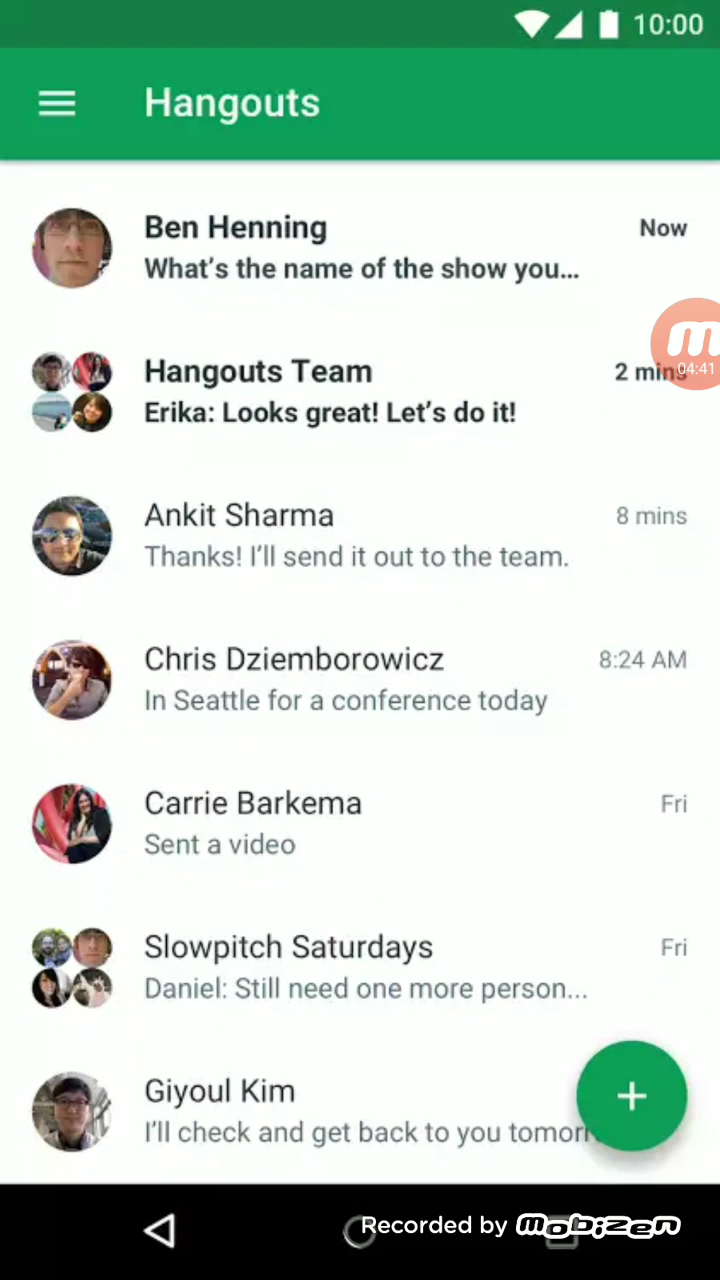 10:00
Hangouts
Ben Henning
Now
What's the name of the show you...
04:41
Hangouts Team
2 mins
Erika: Looks great! Let's do it!
Ankit Sharma
8 mins
Thanks! I'll send it out to the team.
Chris Dziemborowicz
8:24 AM
In Seattle for a conference today
Carrie Barkema
Fri
Sent a video
Slowpitch Saturdays
Fri
Daniel: Still need one more person...
Giyoul Kim
I'll check and get back to you
Recorded by Mobizen